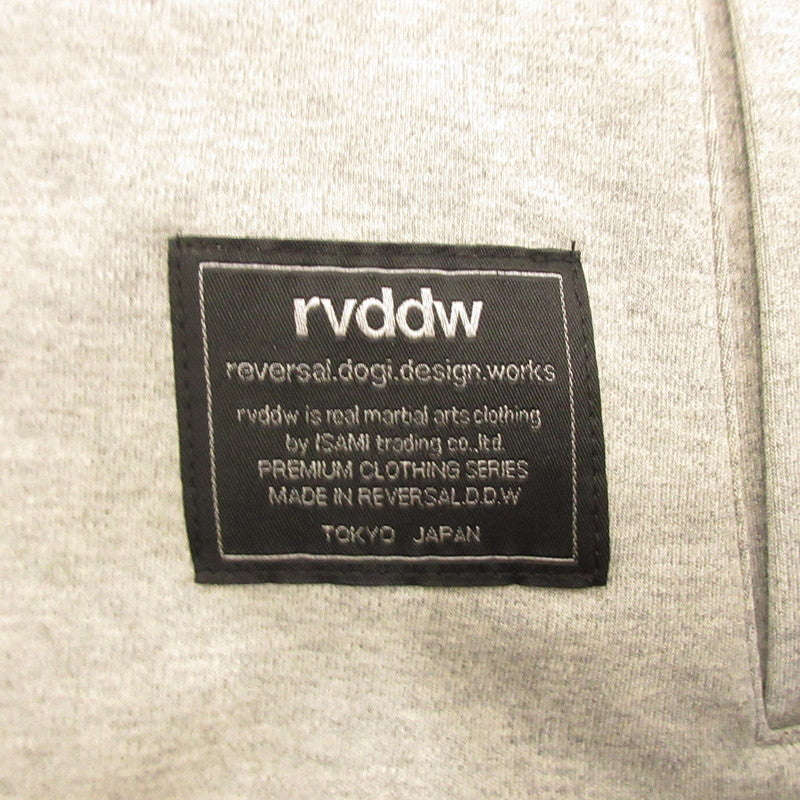 rvddw
reversal.dogi.design.works
rvddw is real martial arts clothing
by ISAMI trading co.,ltd.
PREMIUM CLOTHING SERIES
MADE IN REVERSAL.D.D.W
TOKYO JAPAN